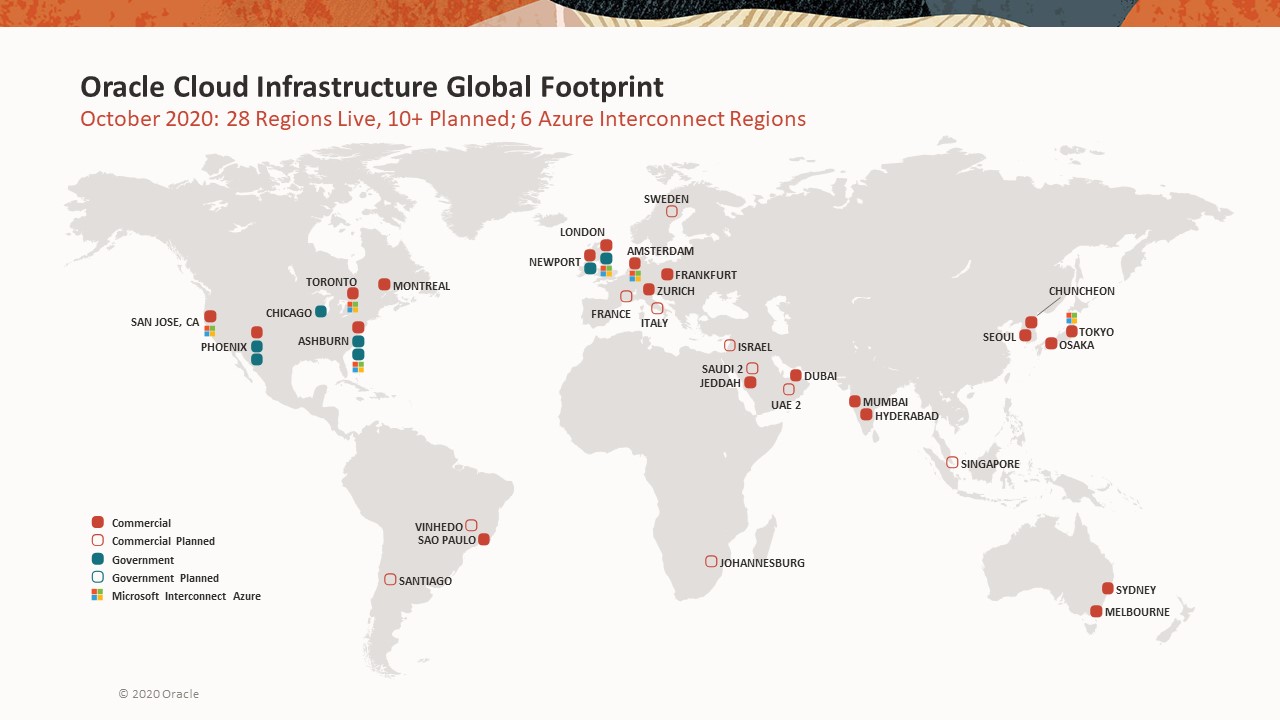 Oracle Cloud Infrastructure Global Footprint
October 2020: 28 Regions Live, 10+ Planned; 6 Azure Interconnect Regions
SWEDEN
LONDON
AMSTERDAM
NEWPORT
FRANKFURT
ZURICH
FRANCE
ITALY
TORONTO
MONTREAL
CHICAGO
SAN JOSE, CA
PHOENIX
ASHBURN
CHUNCHEON
SEOUL
TOKYO
OSAKA
ISRAEL
SAUDI 2
JEDDAH
DUBAI
UAE 2
MUMBAI
HYDERABAD
SINGAPORE
VINHEDO
SAO PAULO
SANTIAGO
JOHANNESBURG
SYDNEY
MELBOURNE
Commercial
Commercial Planned
Government
Government Planned
Microsoft Interconnect Azure
© 2020 Oracle